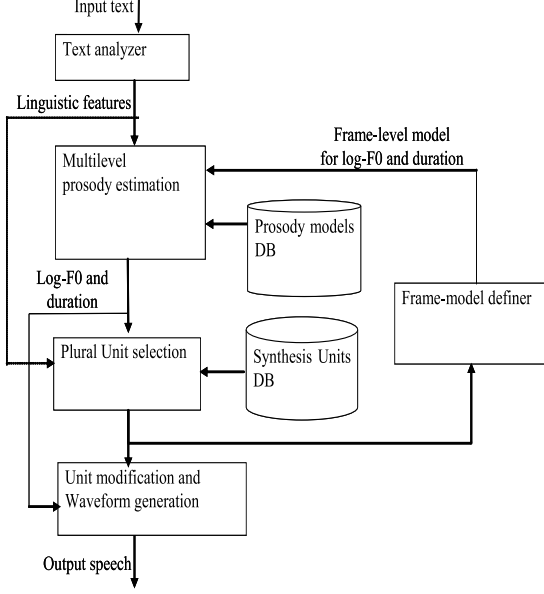 Input text
Text analyzer
Linguistic features
Frame-level model
for log-F0 and duration
Multilevel
prosody estimation
Prosody models
DB
Log-F0 and
duration
Frame-model definer
Plural Unit selection
Synthesis Units
DB
Unit modification and
Waveform generation
Output speech